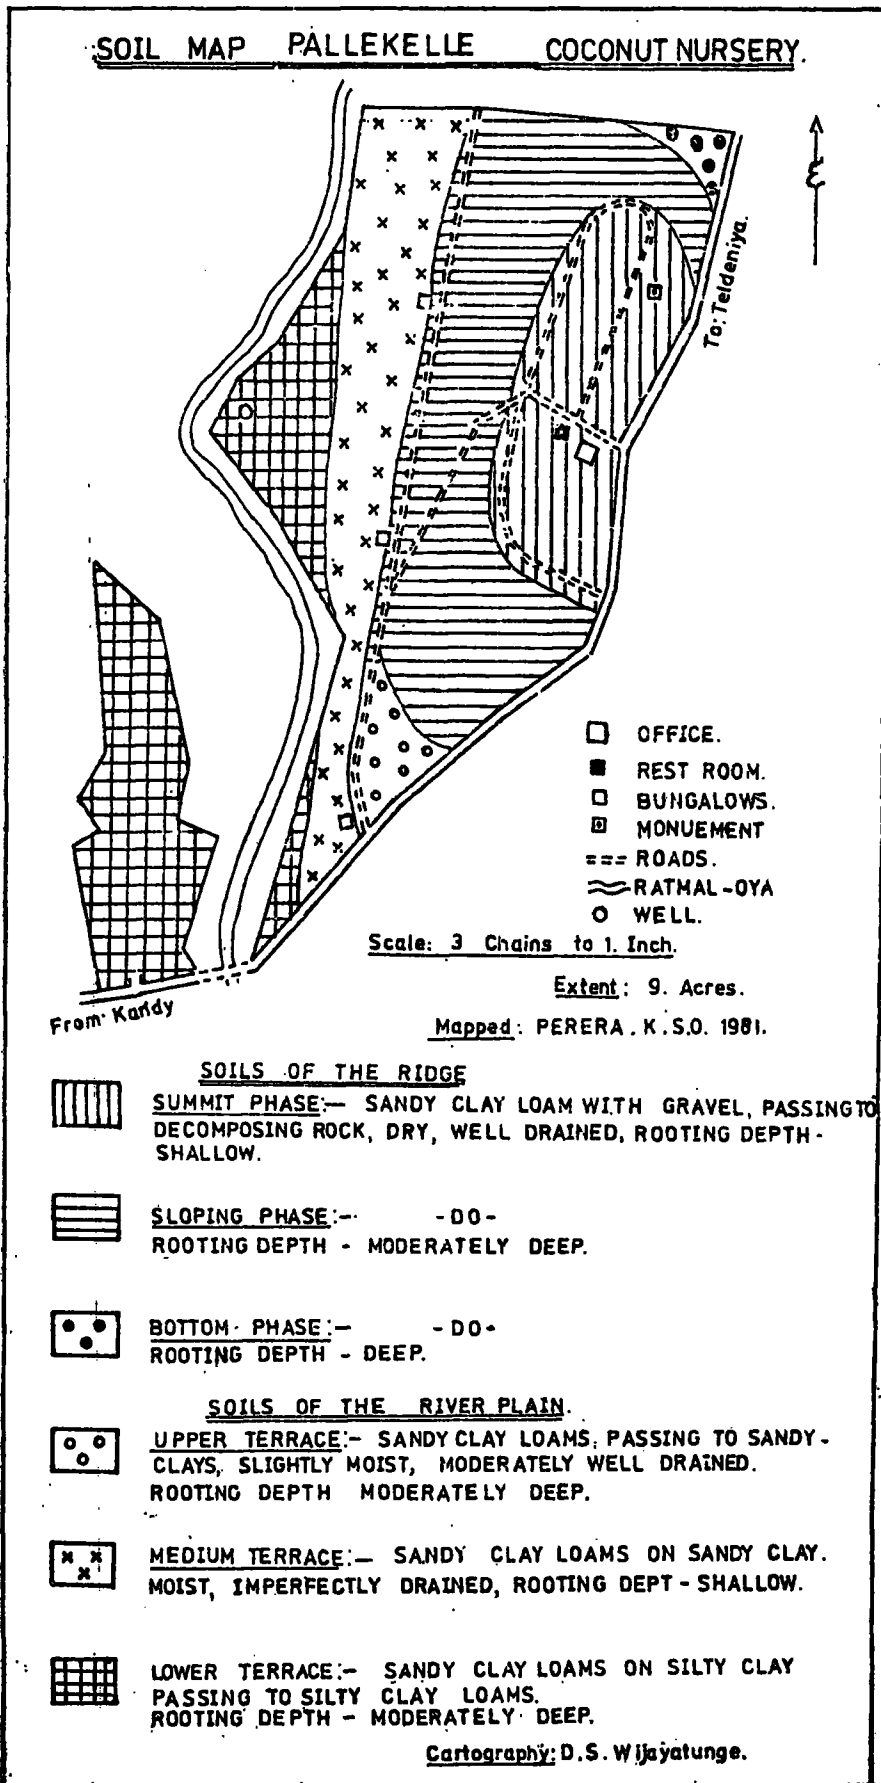 SOIL MAP PALLEKELLE COCONUT NURSERY.
To: Teldeniya.
OFFICE.
REST ROOM.
BUNGALOWS.
MONUEMENT
ROADS.
RATMAL-OYA
WELL.
Scale: 3 Chains to 1. Inch.
Extent: 9. Acres.
From Kandy
Mapped: PERERA. K.S.O. 1981.
SOILS OF THE RIDGE
SUMMIT PHASE:- SANDY CLAY LOAM WITH GRAVEL, PASSING TO
DECOMPOSING ROCK, DRY, WELL DRAINED, ROOTING DEPTH-
SHALLOW.
SLOPING PHASE:- -DO-
ROOTING DEPTH - MODERATELY DEEP.
BOTTOM PHASE:- -DO-
ROOTING DEPTH - DEEP.
SOILS OF THE RIVER PLAIN.
UPPER TERRACE:- SANDY CLAY LOAMS, PASSING TO SANDY-
CLAYS, SLIGHTLY MOIST, MODERATELY WELL DRAINED.
ROOTING DEPTH MODERATELY DEEP.
MEDIUM TERRACE:- SANDY CLAY LOAMS ON SANDY CLAY.
MOIST, IMPERFECTLY DRAINED, ROOTING DEPT - SHALLOW.
LOWER TERRACE:- SANDY CLAY LOAMS ON SILTY CLAY
PASSING TO SILTY CLAY LOAMS.
ROOTING DEPTH - MODERATELY DEEP.
Cartography: D.S. Wijayatunge.